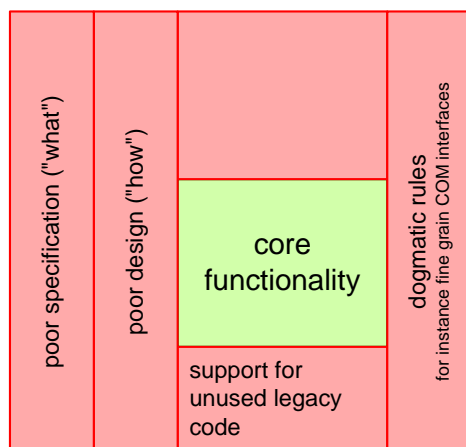 poor specification ("what")
poor design ("how")
core
functionality
support for
unused legacy
code
dogmatic rules
for instance fine grain COM interfaces